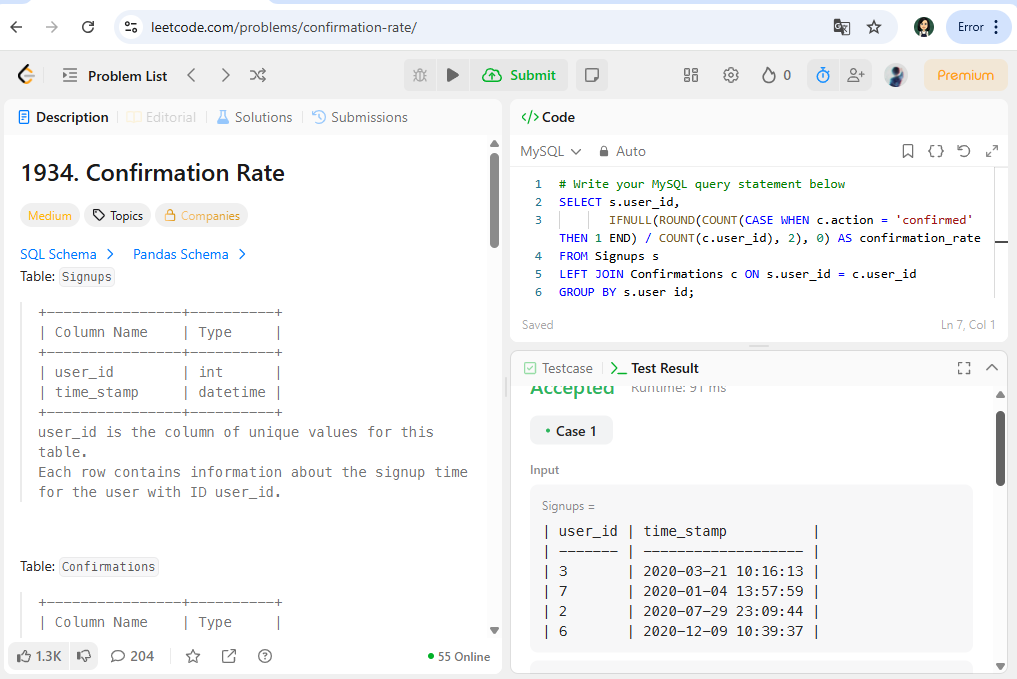 leetcode.com/problems/confirmation-rate/
Error
Problem List
Submit
0
Premium
Description
Editorial
Solutions
Submissions
1934. Confirmation Rate
Medium
Topics
Companies
SQL Schema
Pandas Schema
Table: Signups
+----------------+----------+
| Column Name    | Type     |
+----------------+----------+
| user_id        | int      |
| time_stamp     | datetime |
+----------------+----------+
user_id is the column of unique values for this
table.
Each row contains information about the signup time
for the user with ID user_id.
Table: Confirmations
+----------------+----------+
| Column Name    | Type     |
1.3K
204
55 Online
</> Code
MySQL
Auto
1 # Write your MySQL query statement below
2 SELECT s.user_id,
3 IFNULL(ROUND(COUNT(CASE WHEN c.action = 'confirmed'
THEN 1 END) / COUNT(c.user_id), 2), 0) AS confirmation_rate
4 FROM Signups s
5 LEFT JOIN Confirmations c ON s.user_id = c.user_id
6 GROUP BY s.user_id;
Saved
Ln 7, Col 1
Testcase
Test Result
Accepted
Runtime: 91 ms
• Case 1
Input
Signups =
| user_id | time_stamp          |
| ------- | ------------------- |
| 3       | 2020-03-21 10:16:13 |
| 7       | 2020-01-04 13:57:59 |
| 2       | 2020-07-29 23:09:44 |
| 6       | 2020-12-09 10:39:37 |